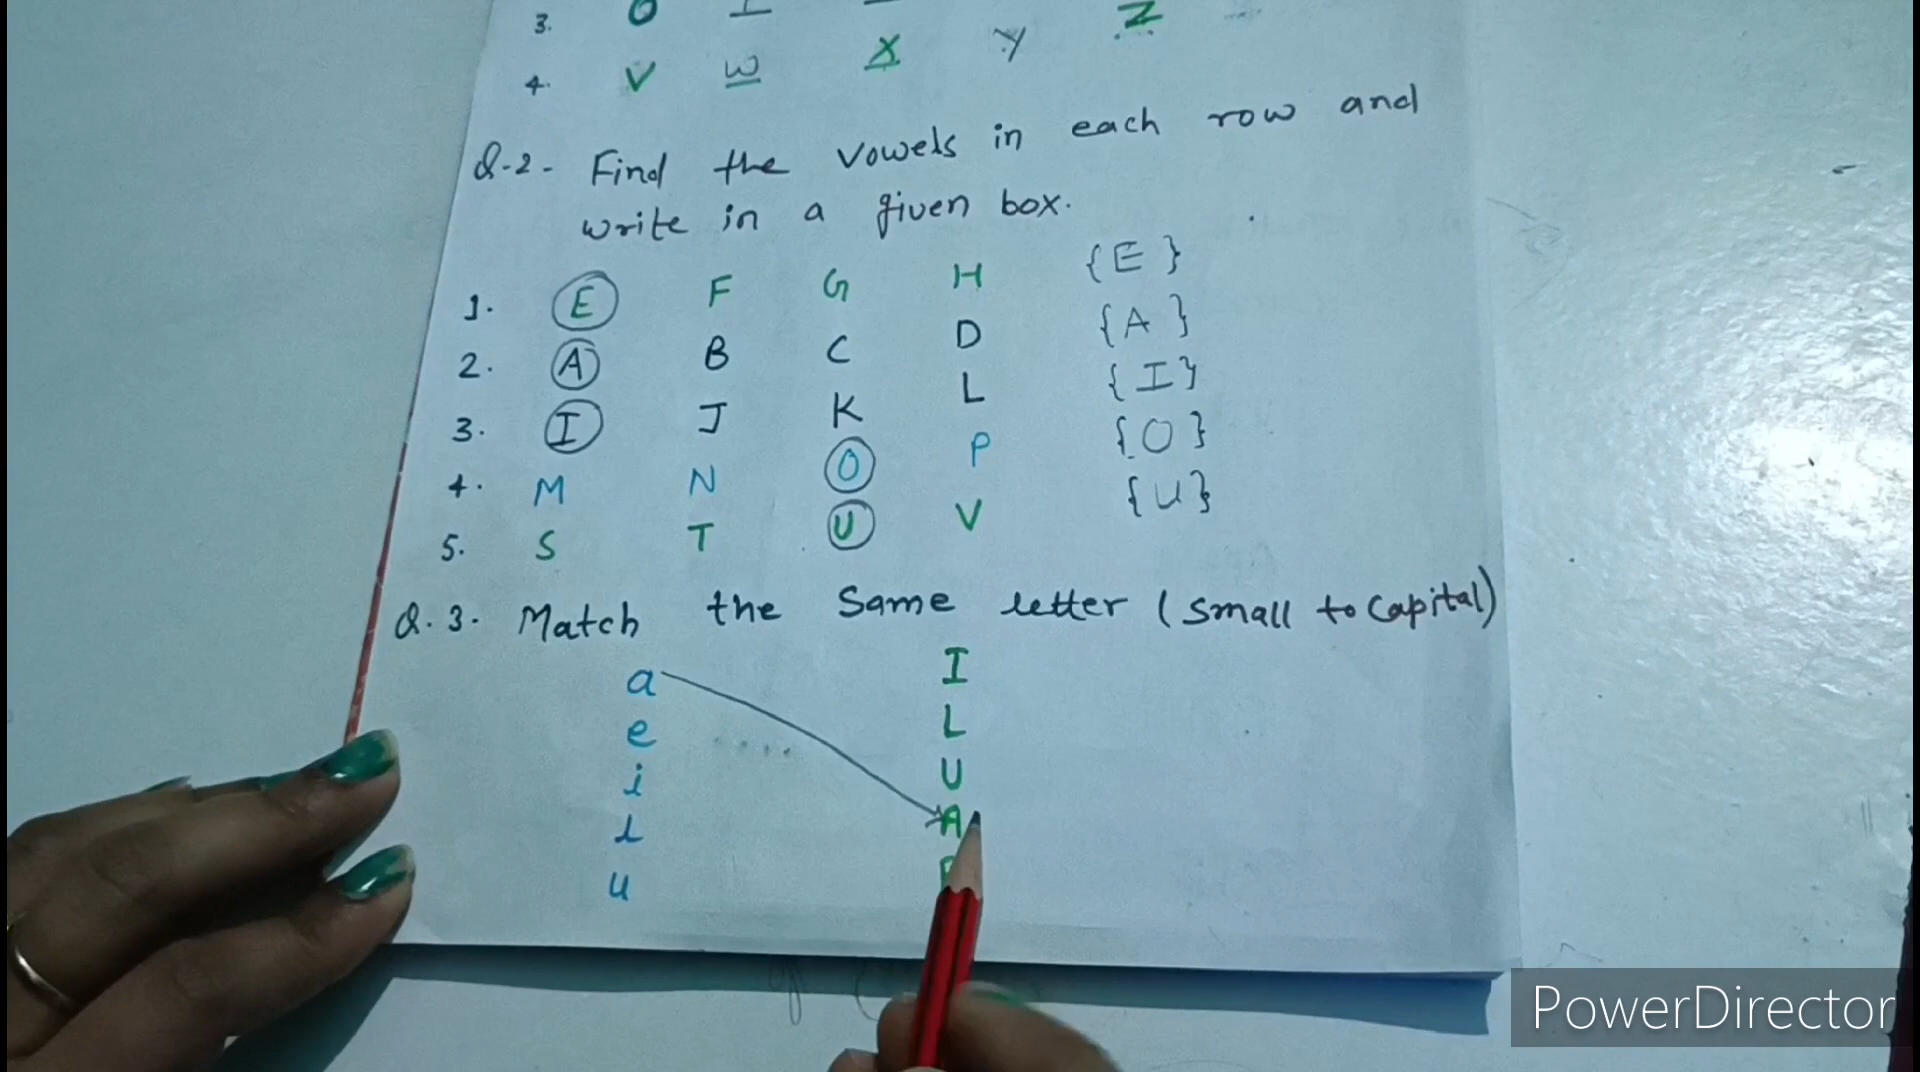 3. O I
4. V W X Y Z
Q-2- Find the Vowels in each row and
write in a given box.
1. E F G H {E}
2. A B C D {A}
3. I J K L {I}
4. M N O P {O}
5. S T U V {U}
Q.3. Match the Same letter (Small to Capital)
a I
e L
i U
l A
u
PowerDirector